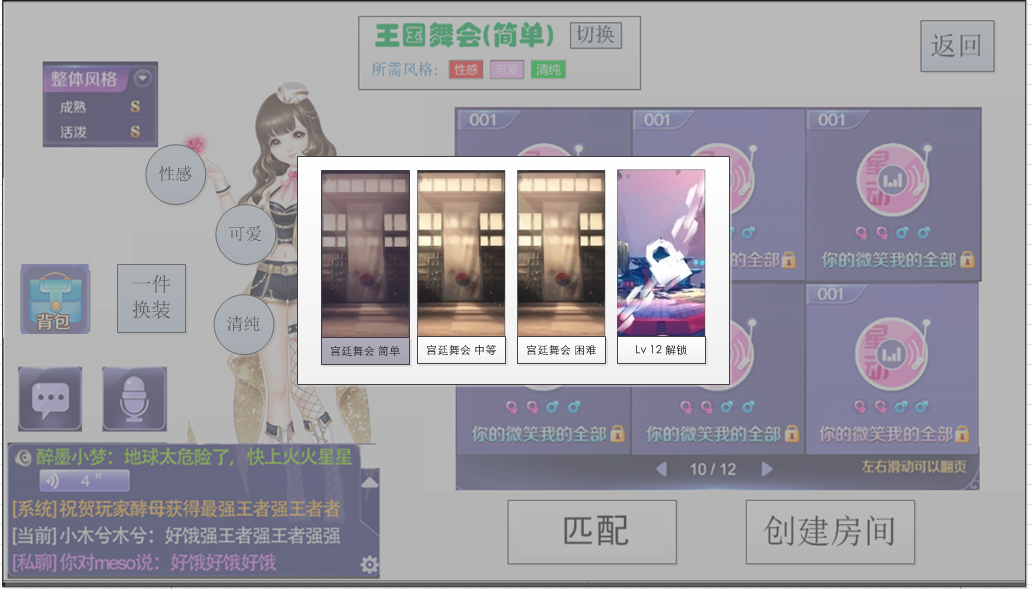 王国舞会(简单)
切换
所需风格:
性感
可爱
清纯
返回
整体风格
成熟 S
活泼 S
性感
可爱
清纯
背包
一件
换装
001
001
001
星动
的全部
你的微笑我的全部
001
星动
你的微笑我的全部
你的微笑我的全部
你的微笑我的全部
10 / 12
左右滑动可以翻页
宫廷舞会 简单
宫廷舞会 中等
宫廷舞会 困难
Lv 12 解锁
醉墨小梦：地球太危险了，快上火火星星
4 "
[系统]祝贺玩家酵母获得最强王者强王者者
[当前]小木兮木兮：好饿强王者强王者强强
[私聊]你对meso说：好饿好饿好饿
匹配
创建房间